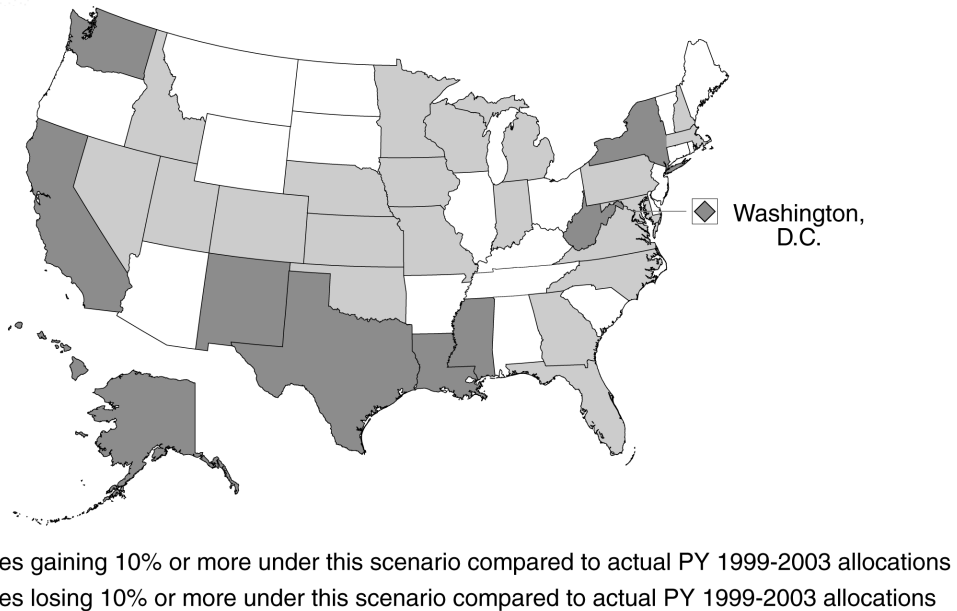 Washington,
D.C.
es gaining 10% or more under this scenario compared to actual PY 1999-2003 allocations
es losing 10% or more under this scenario compared to actual PY 1999-2003 allocations